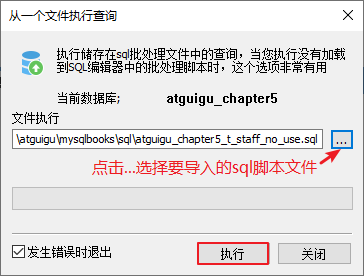 从一个文件执行查询
执行储存在sql批处理文件中的查询，当您执行没有加载
到SQL编辑器中的批处理脚本时，这个选项非常有用
当前数据库; atguigu_chapter5
文件执行
\atguigu\mysqlbooks\sql\atguigu_chapter5_t_staff_no_use.sql ...
点击...选择要导入的sql脚本文件
发生错误时退出 执行 关闭